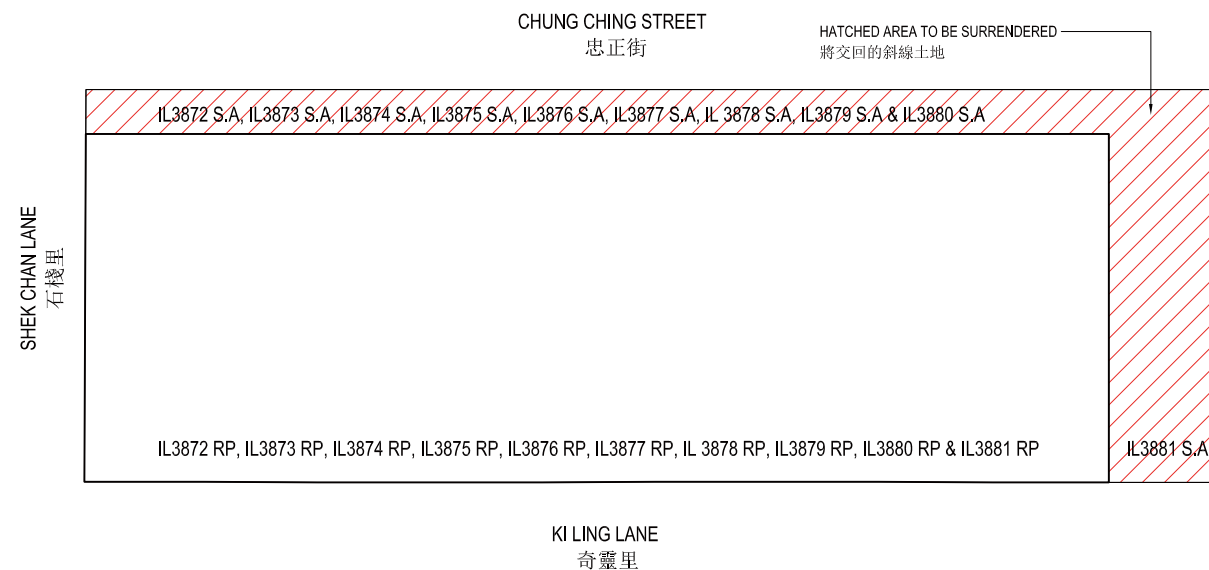 CHUNG CHING STREET
忠正街
HATCHED AREA TO BE SURRENDERED
將交回的斜線土地
IL3872 S.A, IL3873 S.A, IL3874 S.A, IL3875 S.A, IL3876 S.A, IL3877 S.A, IL 3878 S.A, IL3879 S.A & IL3880 S.A
SHEK CHAN LANE
石棧里
IL3872 RP, IL3873 RP, IL3874 RP, IL3875 RP, IL3876 RP, IL3877 RP, IL 3878 RP, IL3879 RP, IL3880 RP & IL3881 RP
IL3881 S.A
KI LING LANE
奇靈里